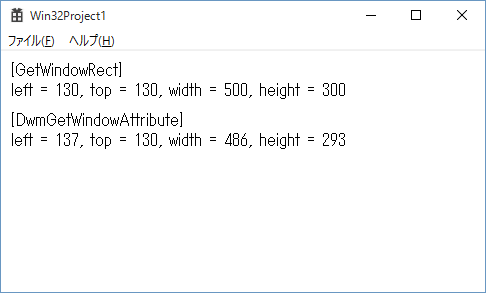 Win32Project1
ファイル(F) ヘルプ(H)
[GetWindowRect]
left = 130, top = 130, width = 500, height = 300
[DwmGetWindowAttribute]
left = 137, top = 130, width = 486, height = 293